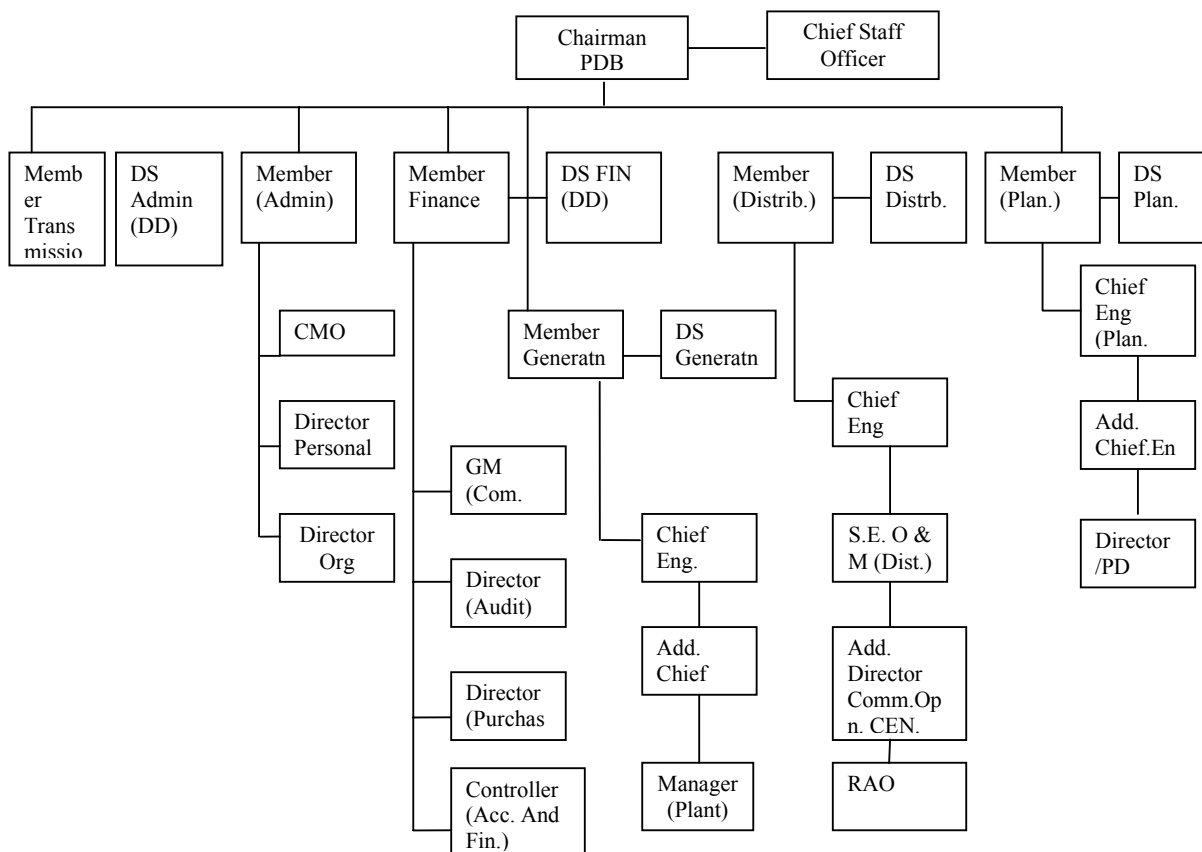 Chairman
PDB
Chief Staff
Officer
Memb
er
Trans
missio
DS
Admin
(DD)
Member
(Admin)
Member
Finance
DS FIN
(DD)
Member
(Distrib.)
DS
Distrb.
Member
(Plan.)
DS
Plan.
CMO
Director
Personal
Director
Org
Member
Generatn
DS
Generatn
Chief
Eng
(Plan.
Chief
Eng
Add.
Chief.En
GM
(Com.
Chief
Eng.
S.E. O &
M (Dist.)
Director
/PD
Director
(Audit)
Add.
Chief
Add.
Director
Comm.Op
n. CEN.
Director
(Purchas
Controller
(Acc. And
Fin.)
Manager
(Plant)
RAO